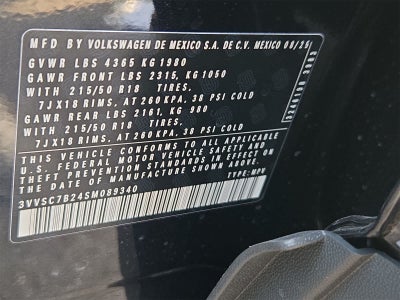 MFD BY VOLKSWAGEN DE MEXICO S.A. DE C.V. MEXICO 08/25
GVWR LBS 4365 KG 1980
GAWR FRONT LBS 2315, KG 1050
WITH 215/50 R18 TIRES,
7JX18 RIMS, AT 260 KPA, 38 PSI COLD
GAWR REAR LBS 2161, KG 980
WITH 215/50 R18 TIRES,
7JX18 RIMS, AT 260 KPA, 38 PSI COLD
THIS VEHICLE CONFORMS TO ALL APPLICABLE
U.S. FEDERAL MOTOR VEHICLE SAFETY AND
THEFT PREVENTION STANDARDS IN EFFECT ON
THE DATE OF MANUFACTURE SHOWN ABOVE.
TYPE: MPV
3VVSC7B24SM089340